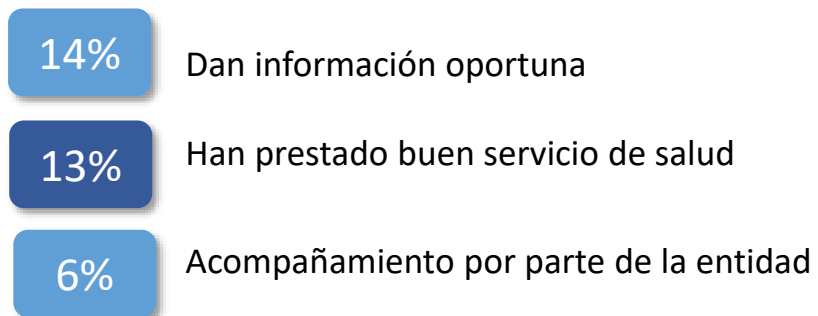 14% Dan información oportuna
13% Han prestado buen servicio de salud
6% Acompañamiento por parte de la entidad